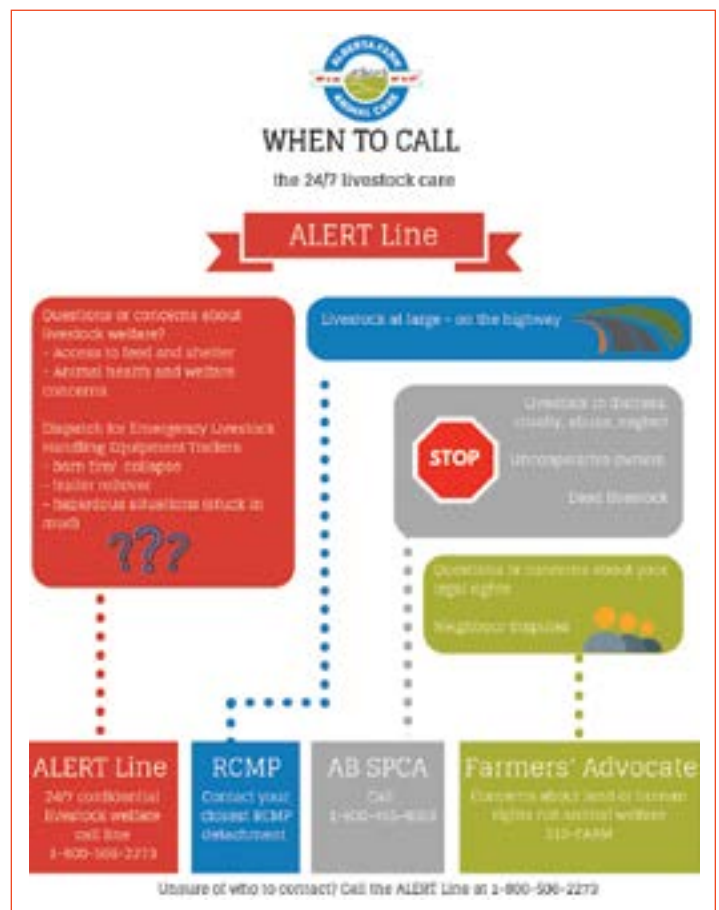 ALBERTA FARM
ANIMAL CARE
WHEN TO CALL
the 24/7 livestock care
ALERT Line
Questions or concerns about
livestock welfare?
- Access to feed and shelter
- Animal health and welfare
concerns
Dispatch for Emergency Livestock
Handling Equipment Trailers
- barn fire/ collapse
- trailer rollover
- hazardous situations (stuck in
mud)
???
Livestock at large - on the highway
STOP
Livestock in distress,
cruelty, abuse, neglect
Uncooperative owners
Dead livestock
Questions or concerns about your
legal rights
Neighbour disputes
ALERT Line
24/7 confidential
livestock welfare
call line
1-800-506-2273
RCMP
Contact your
closest RCMP
detachment
AB SPCA
Call
Farmers' Advocate
Concerns about land or human
rights not animal welfare
310-FARM
Unsure of who to contact? Call the ALERT Line at 1-800-506-2273